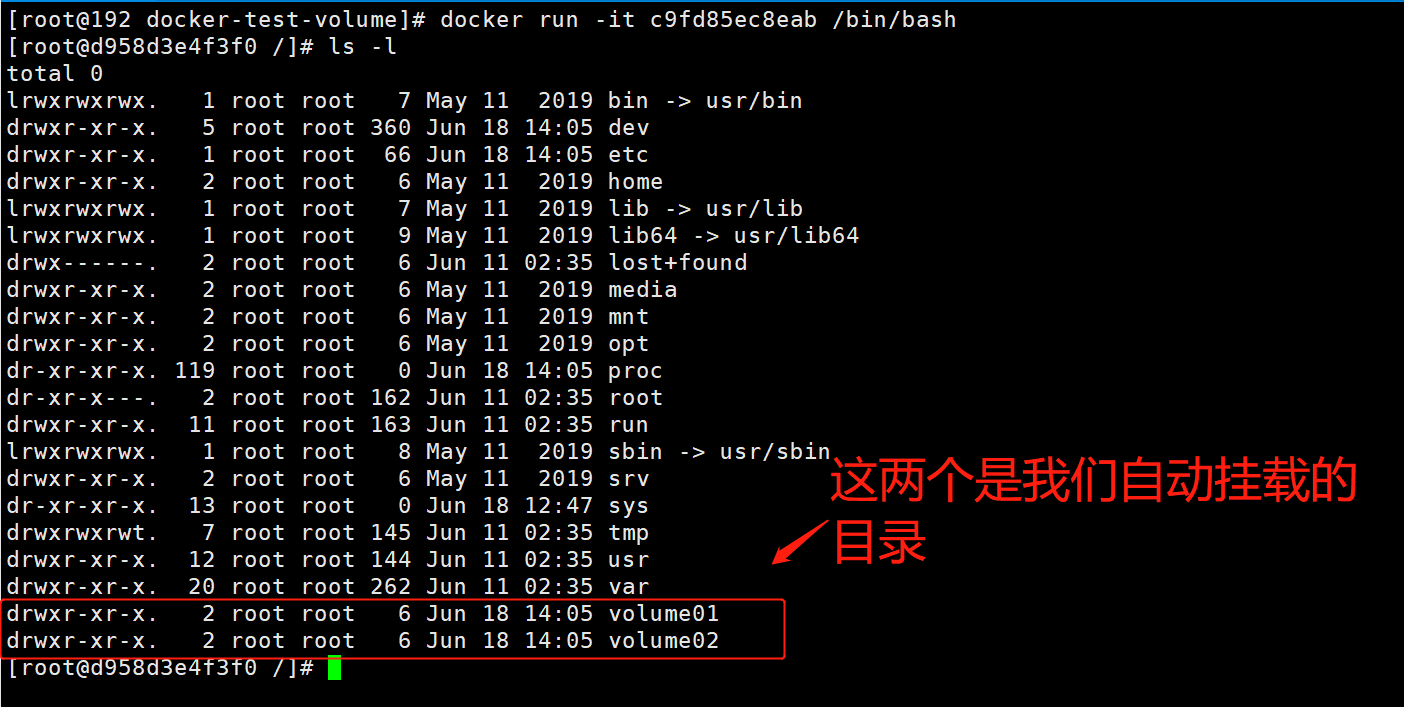 [root@192 docker-test-volume]# docker run -it c9fd85ec8eab /bin/bash
[root@d958d3e4f3f0 /]# ls -l
total 0
lrwxrwxrwx.   1 root root   7 May 11  2019 bin -> usr/bin
drwxr-xr-x.   5 root root 360 Jun 18 14:05 dev
drwxr-xr-x.   1 root root  66 Jun 18 14:05 etc
drwxr-xr-x.   2 root root   6 May 11  2019 home
lrwxrwxrwx.   1 root root   7 May 11  2019 lib -> usr/lib
lrwxrwxrwx.   1 root root   9 May 11  2019 lib64 -> usr/lib64
drwx------.   2 root root   6 Jun 11 02:35 lost+found
drwxr-xr-x.   2 root root   6 May 11  2019 media
drwxr-xr-x.   2 root root   6 May 11  2019 mnt
drwxr-xr-x.   2 root root   6 May 11  2019 opt
dr-xr-xr-x. 119 root root   0 Jun 18 14:05 proc
dr-xr-x---.   2 root root 162 Jun 11 02:35 root
drwxr-xr-x.  11 root root 163 Jun 11 02:35 run
lrwxrwxrwx.   1 root root   8 May 11  2019 sbin -> usr/sbin
drwxr-xr-x.   2 root root   6 May 11  2019 srv
dr-xr-xr-x.  13 root root   0 Jun 18 12:47 sys
drwxrwxrwt.   7 root root 145 Jun 11 02:35 tmp
drwxr-xr-x.  12 root root 144 Jun 11 02:35 usr
drwxr-xr-x.  20 root root 262 Jun 11 02:35 var
drwxr-xr-x.   2 root root   6 Jun 18 14:05 volume01
drwxr-xr-x.   2 root root   6 Jun 18 14:05 volume02
[root@d958d3e4f3f0 /]#
这两个是我们自动挂载的
目录